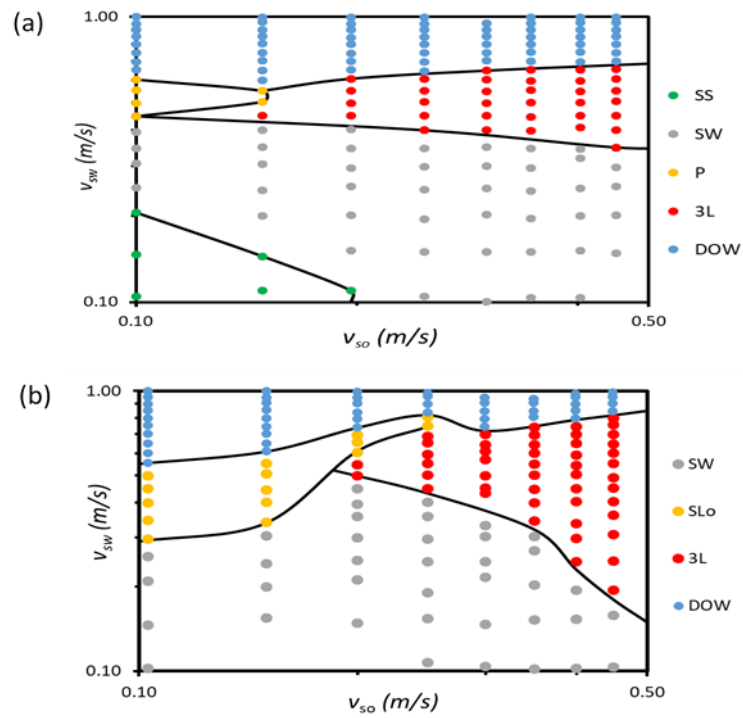 (a)
1.00
v_sw (m/s)
0.10
0.10
0.50
v_so (m/s)
SS
SW
P
3L
DOW
(b)
1.00
v_sw (m/s)
0.10
0.10
0.50
v_so (m/s)
SW
SLo
3L
DOW